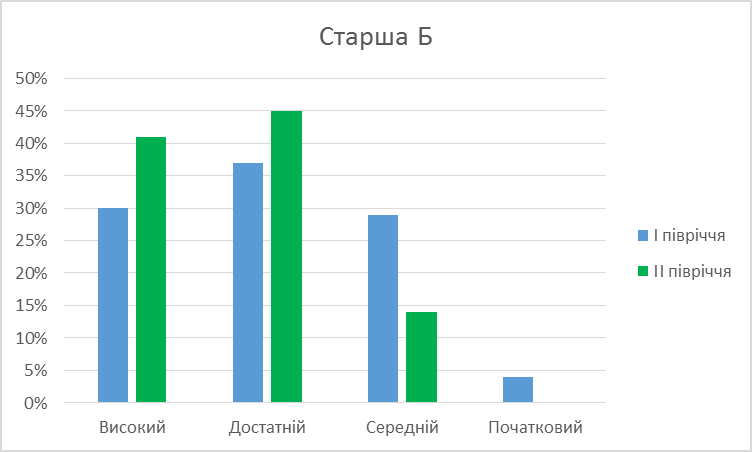 Старша Б
50%
45%
40%
35%
30%
25%
20%
15%
10%
5%
0%
Високий Достатній Середній Початковий
І півріччя
ІІ півріччя